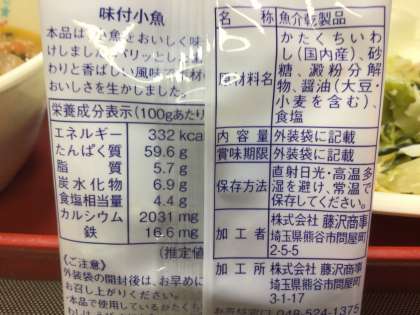 味付小魚
本品は、小魚をおいしく味
けしました。パリッとし
わりと香ばしい風味
おいしさを生かしました。
栄養成分表示(100gあたり
エネルギー 332 kcal
たんぱく質 59.6 g
脂質 5.7 g
炭水化物 6.9 g
食塩相当量 4.4 g
カルシウム 2031 mg
鉄 16.6 mg
(推定値
《ご注意》
外装袋の開封後は、お早めに
お召し上がりください。
・本品で使用しているかたくち
名称 魚介乾製品
原材料名 かたくちいわ
し(国内産)、砂
糖、澱粉分解
物、醤油(大豆・
小麦を含む)、
食塩
内容量 外装袋に記載
賞味期限 外装袋に記載
保存方法 直射日光・高温多
湿を避け、常温で
保存してください。
加工者 株式会社 藤沢商事
埼玉県熊谷市問屋町
2-5-5
加工所 株式会社 藤沢商事
埼玉県熊谷市問屋町
3-1-17
048-524-1375